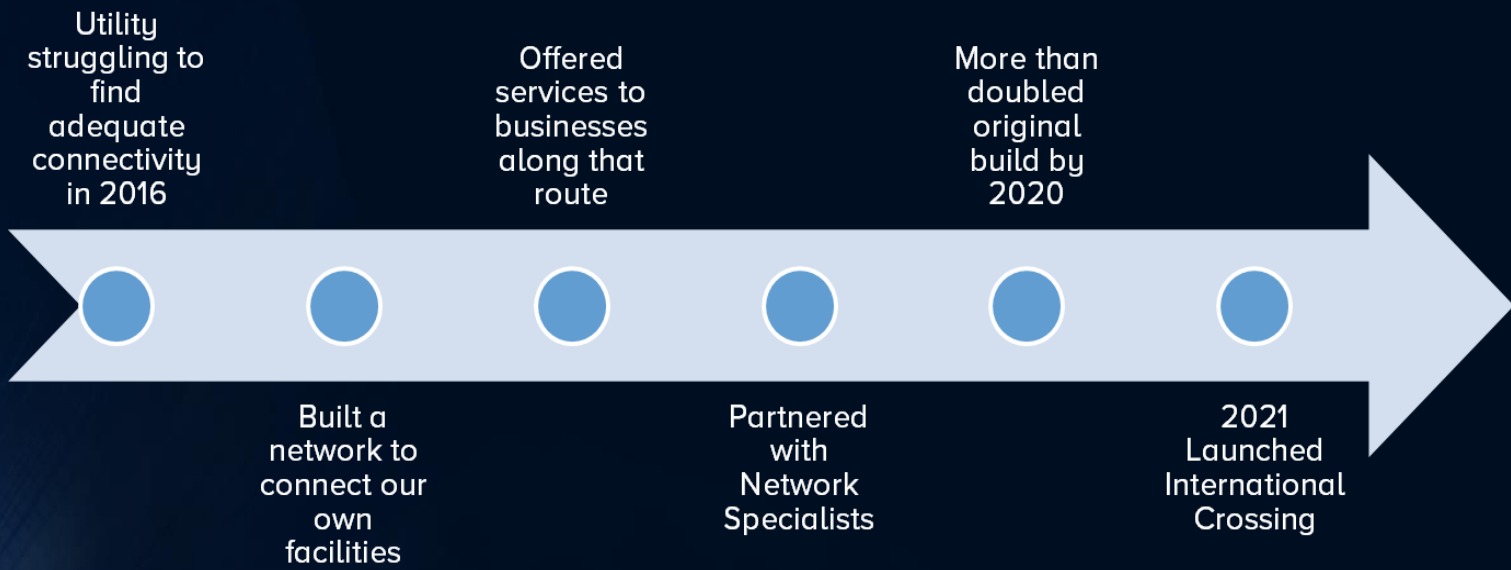 Utility
struggling to
find
adequate
connectivity
in 2016
Built a
network to
connect our
own
facilities
Offered
services to
businesses
along that
route
Partnered
with
Network
Specialists
More than
doubled
original
build by
2020
2021
Launched
International
Crossing